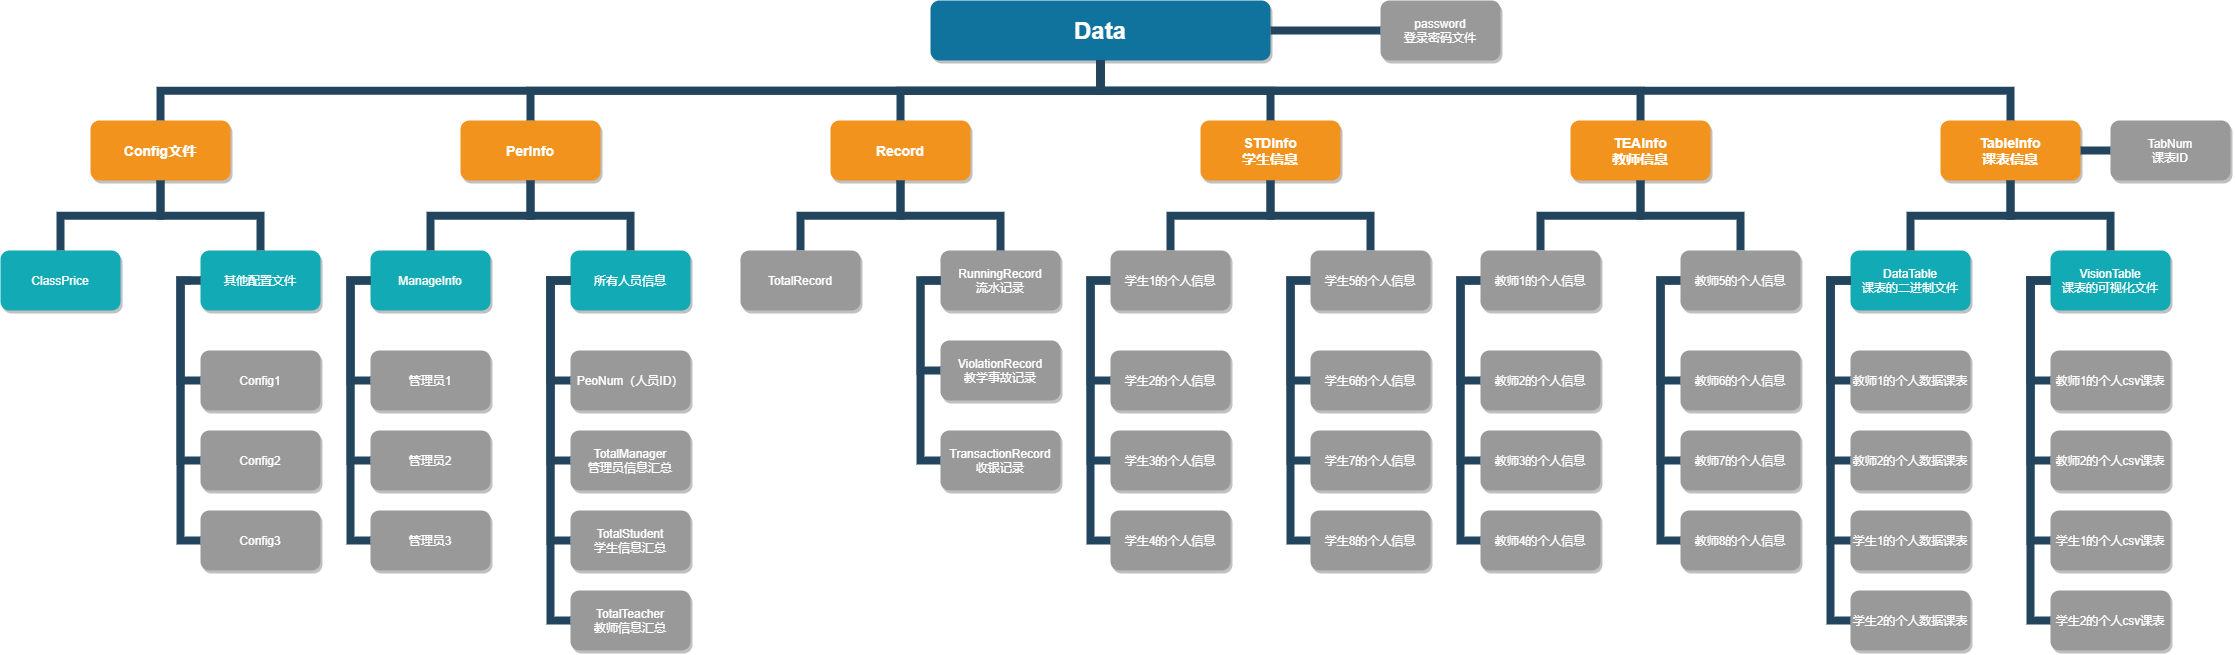 Data
password
登录密码文件
Config文件
PerInfo
Record
STDInfo
学生信息
TEAInfo
教师信息
TableInfo
课表信息
TabNum
课表ID
ClassPrice
其他配置文件
ManageInfo
所有人员信息
TotalRecord
RunningRecord
流水记录
学生1的个人信息
学生5的个人信息
教师1的个人信息
教师5的个人信息
DataTable
课表的二进制文件
VisionTable
课表的可视化文件
ViolationRecord
教学事故记录
Config1
管理员1
PeoNum（人员ID）
学生2的个人信息
学生6的个人信息
教师2的个人信息
教师6的个人信息
教师1的个人数据课表
教师1的个人csv课表
Config2
管理员2
TotalManager
管理员信息汇总
TransactionRecord
收银记录
学生3的个人信息
学生7的个人信息
教师3的个人信息
教师7的个人信息
教师2的个人数据课表
教师2的个人csv课表
Config3
管理员3
TotalStudent
学生信息汇总
学生4的个人信息
学生8的个人信息
教师4的个人信息
教师8的个人信息
学生1的个人数据课表
学生1的个人csv课表
TotalTeacher
教师信息汇总
学生2的个人数据课表
学生2的个人csv课表